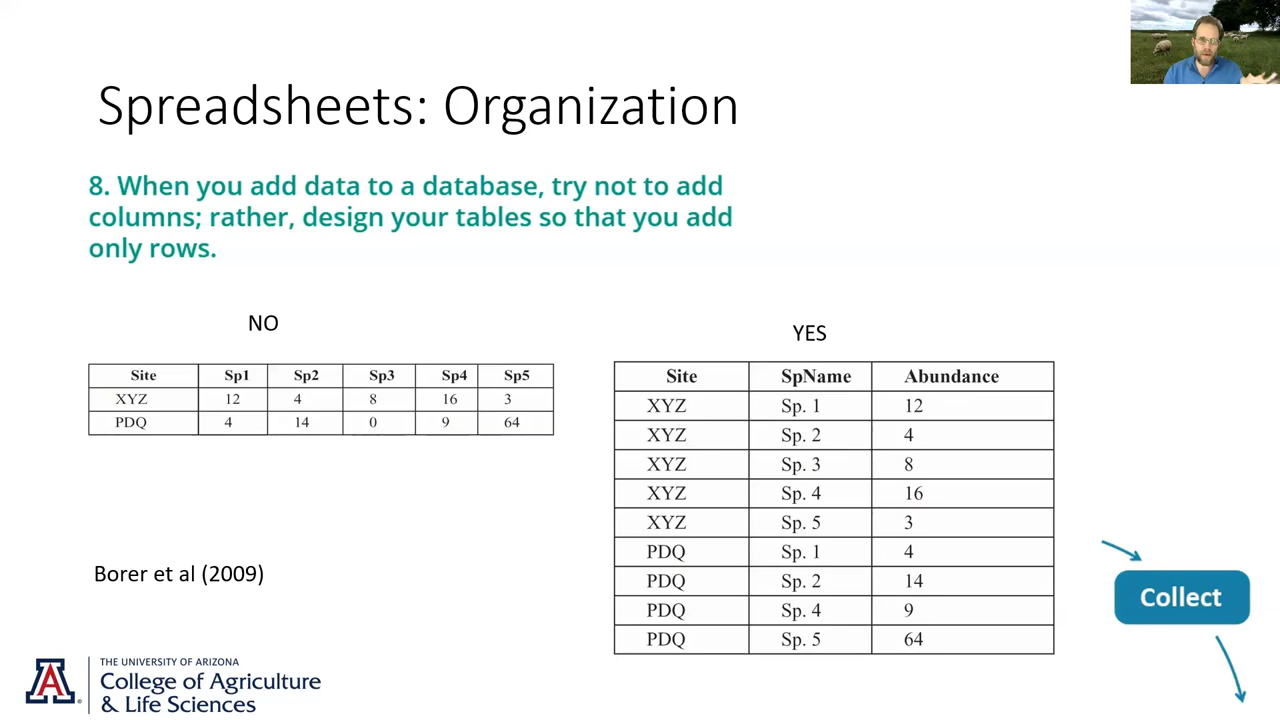 Spreadsheets: Organization
8. When you add data to a database, try not to add
columns; rather, design your tables so that you add
only rows.
NO
Site Sp1 Sp2 Sp3 Sp4 Sp5
XYZ 12 4 8 16 3
PDQ 4 14 0 9 64
YES
Site SpName Abundance
XYZ Sp. 1 12
XYZ Sp. 2 4
XYZ Sp. 3 8
XYZ Sp. 4 16
XYZ Sp. 5 3
PDQ Sp. 1 4
PDQ Sp. 2 14
PDQ Sp. 4 9
PDQ Sp. 5 64
Borer et al (2009)
Collect
A
THE UNIVERSITY OF ARIZONA
College of Agriculture
& Life Sciences